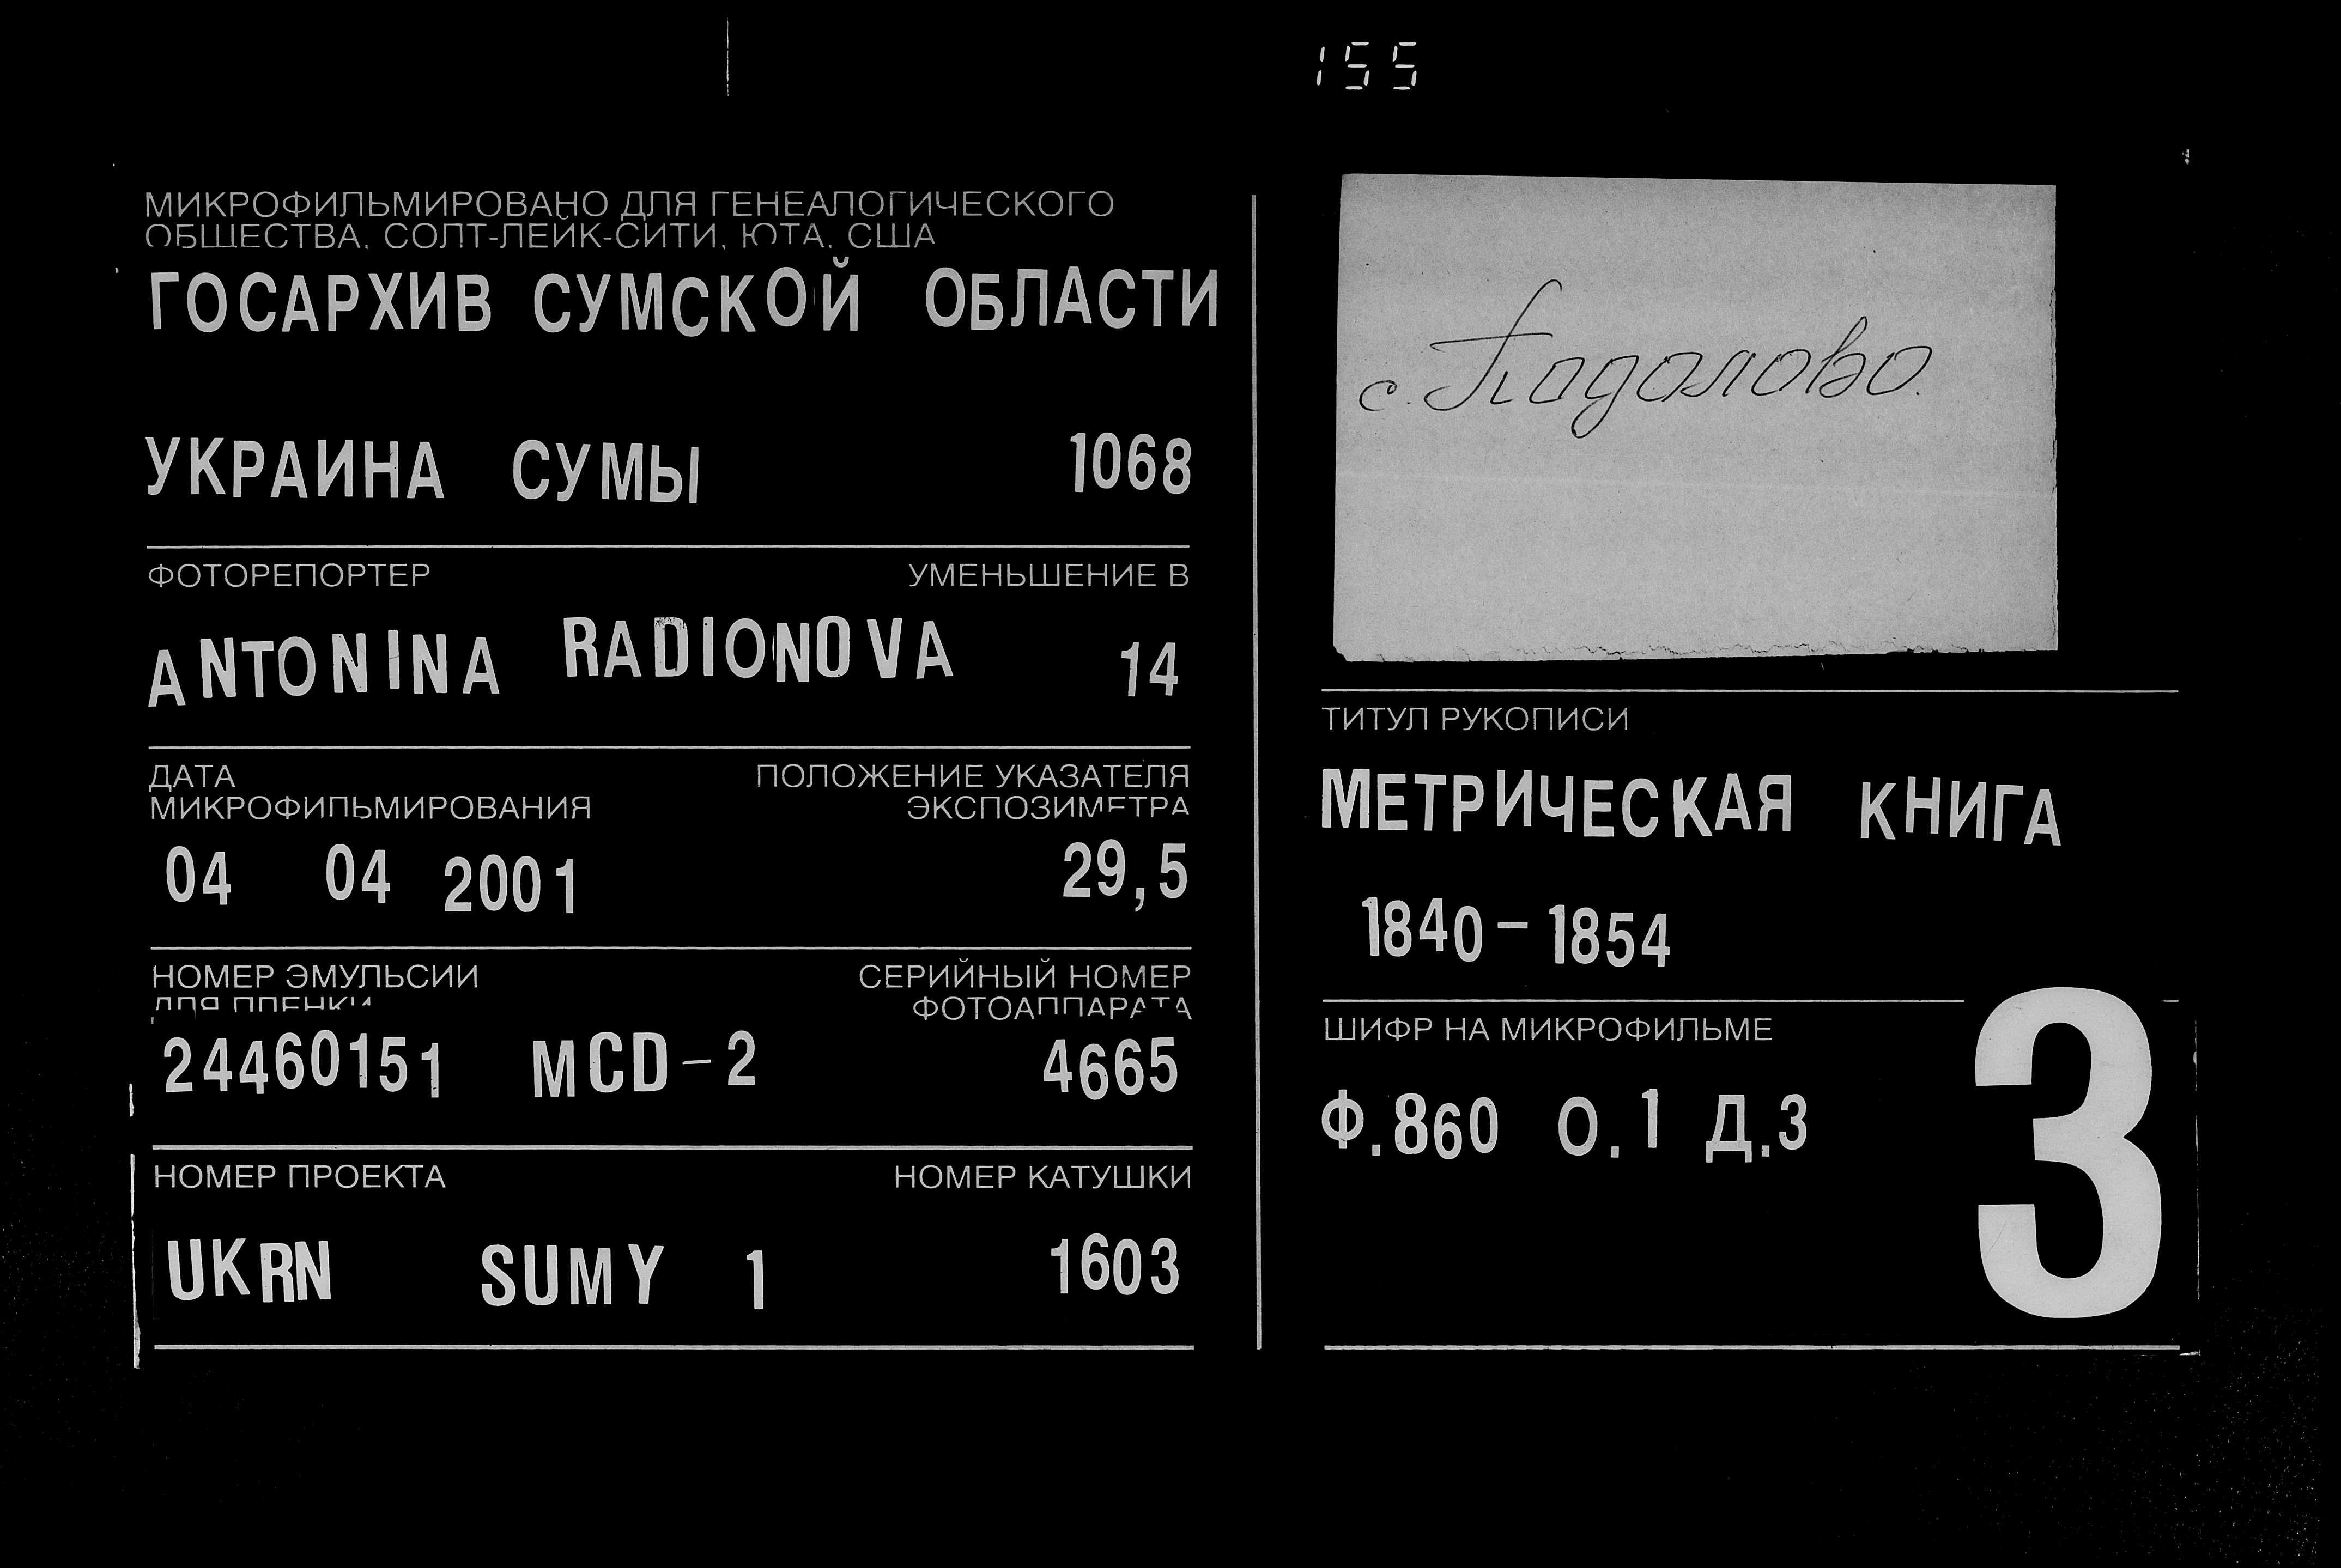 155
МИКРОФИЛЬМИРОВАНО ДЛЯ ГЕНЕАЛОГИЧЕСКОГО
ОБЩЕСТВА, СОЛТ-ЛЕЙК-СИТИ, ЮТА, США
ГОСАРХИВ СУМСКОЙ ОБЛАСТИ
УКРАИНА СУМЫ 1068
ФОТОРЕПОРТЕР УМЕНЬШЕНИЕ В
ANTONINA RADIONOVA 14
ДАТА ПОЛОЖЕНИЕ УКАЗАТЕЛЯ
МИКРОФИЛЬМИРОВАНИЯ ЭКСПОЗИМЕТРА
04 04 2001 29,5
НОМЕР ЭМУЛЬСИИ СЕРИЙНЫЙ НОМЕР
ДЛЯ ПЛЕНКИ ФОТОАППАРАТА
24460151 MCD-2 4665
НОМЕР ПРОЕКТА НОМЕР КАТУШКИ
UKRN SUMY 1 1603
с. Подолово.
ТИТУЛ РУКОПИСИ
МЕТРИЧЕСКАЯ КНИГА
1840-1854
ШИФР НА МИКРОФИЛЬМЕ
Ф.860 О.1 Д.3
3